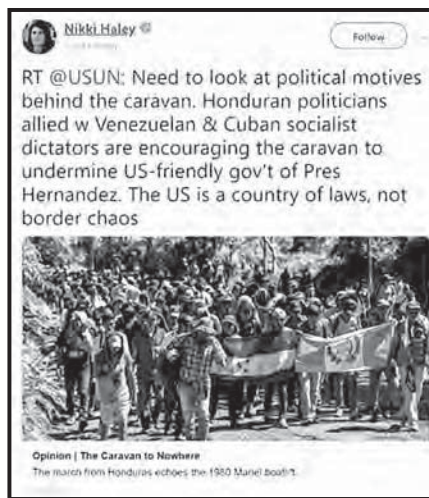 Nikki Haley
Follow
RT @USUN: Need to look at political motives
behind the caravan. Honduran politicians
allied w Venezuelan & Cuban socialist
dictators are encouraging the caravan to
undermine US-friendly gov't of Pres
Hernandez. The US is a country of laws, not
border chaos
Opinion | The Caravan to Nowhere
The march from Honduras echoes the 1980 Mariel boatlift.